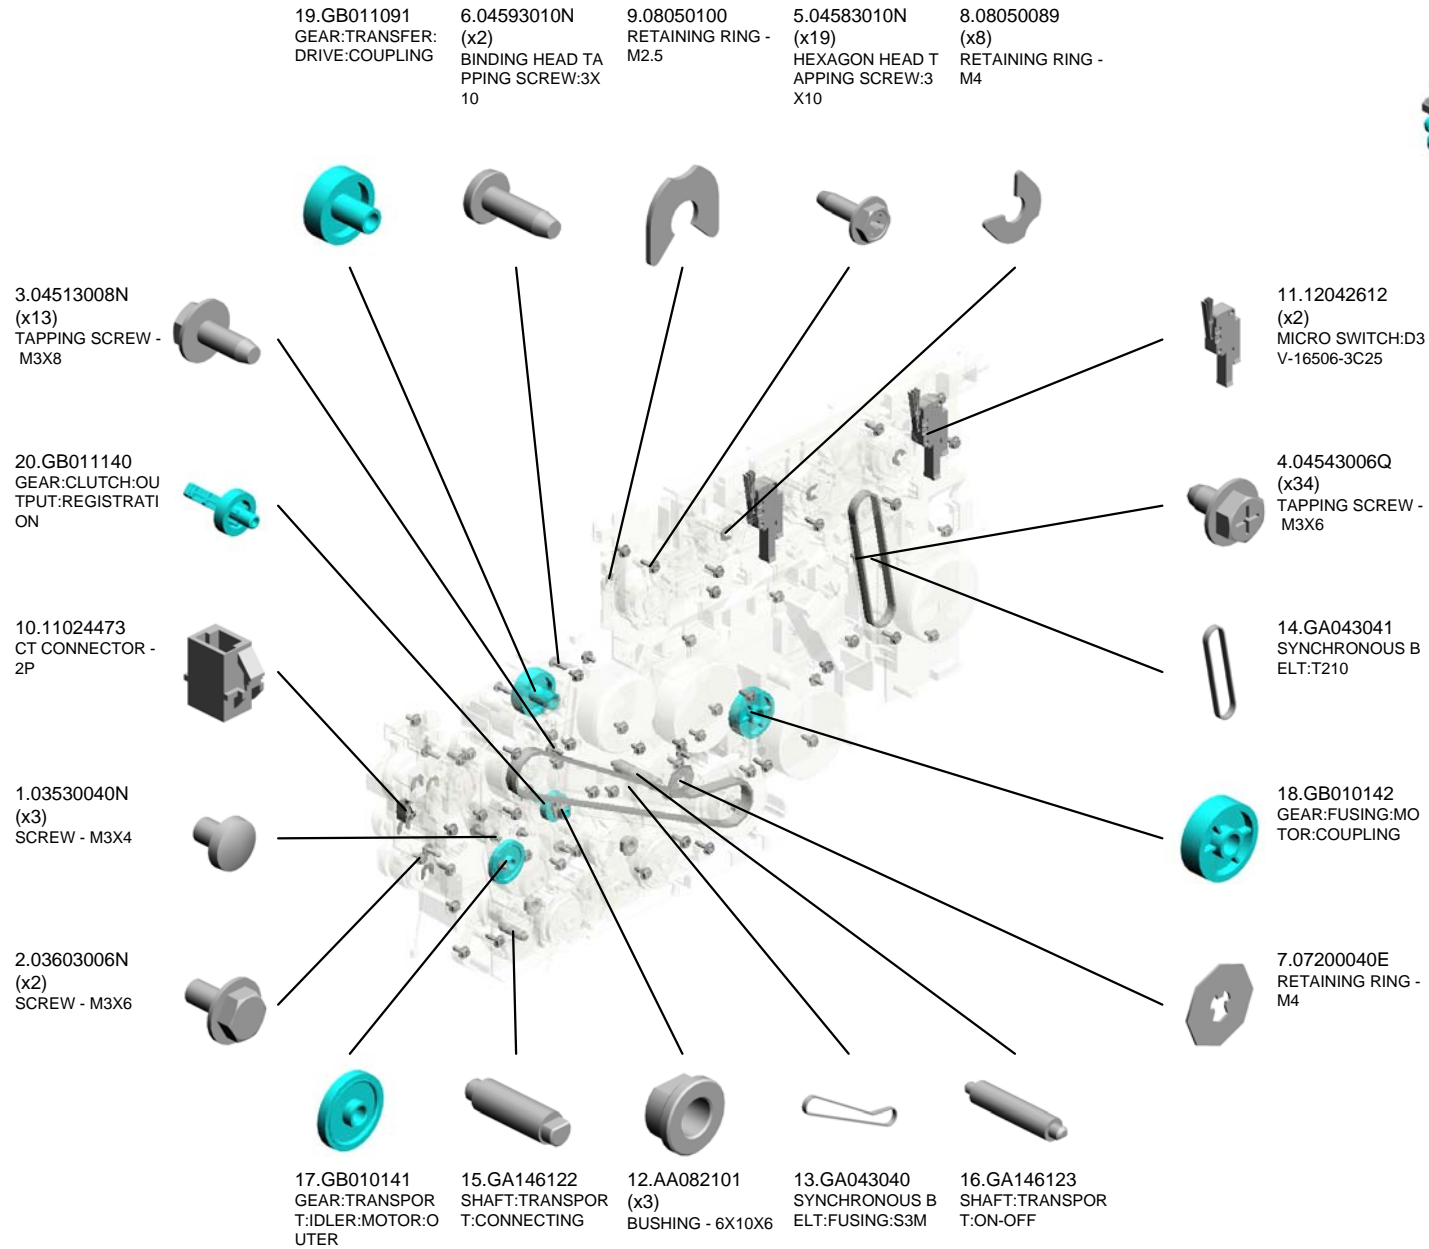 19.GB011091
GEAR:TRANSFER:
DRIVE:COUPLING
6.04593010N
(x2)
BINDING HEAD TA
PPING SCREW:3X
10
9.08050100
RETAINING RING -
M2.5
5.04583010N
(x19)
HEXAGON HEAD T
APPING SCREW:3
X10
8.08050089
(x8)
RETAINING RING -
M4
3.04513008N
(x13)
TAPPING SCREW -
M3X8
11.12042612
(x2)
MICRO SWITCH:D3
V-16506-3C25
20.GB011140
GEAR:CLUTCH:OU
TPUT:REGISTRATI
ON
4.04543006Q
(x34)
TAPPING SCREW -
M3X6
10.11024473
CT CONNECTOR -
2P
14.GA043041
SYNCHRONOUS B
ELT:T210
1.03530040N
(x3)
SCREW - M3X4
18.GB010142
GEAR:FUSING:MO
TOR:COUPLING
2.03603006N
(x2)
SCREW - M3X6
7.07200040E
RETAINING RING -
M4
17.GB010141
GEAR:TRANSPOR
T:IDLER:MOTOR:O
UTER
15.GA146122
SHAFT:TRANSPOR
T:CONNECTING
12.AA082101
(x3)
BUSHING - 6X10X6
13.GA043040
SYNCHRONOUS B
ELT:FUSING:S3M
16.GA146123
SHAFT:TRANSPOR
T:ON-OFF